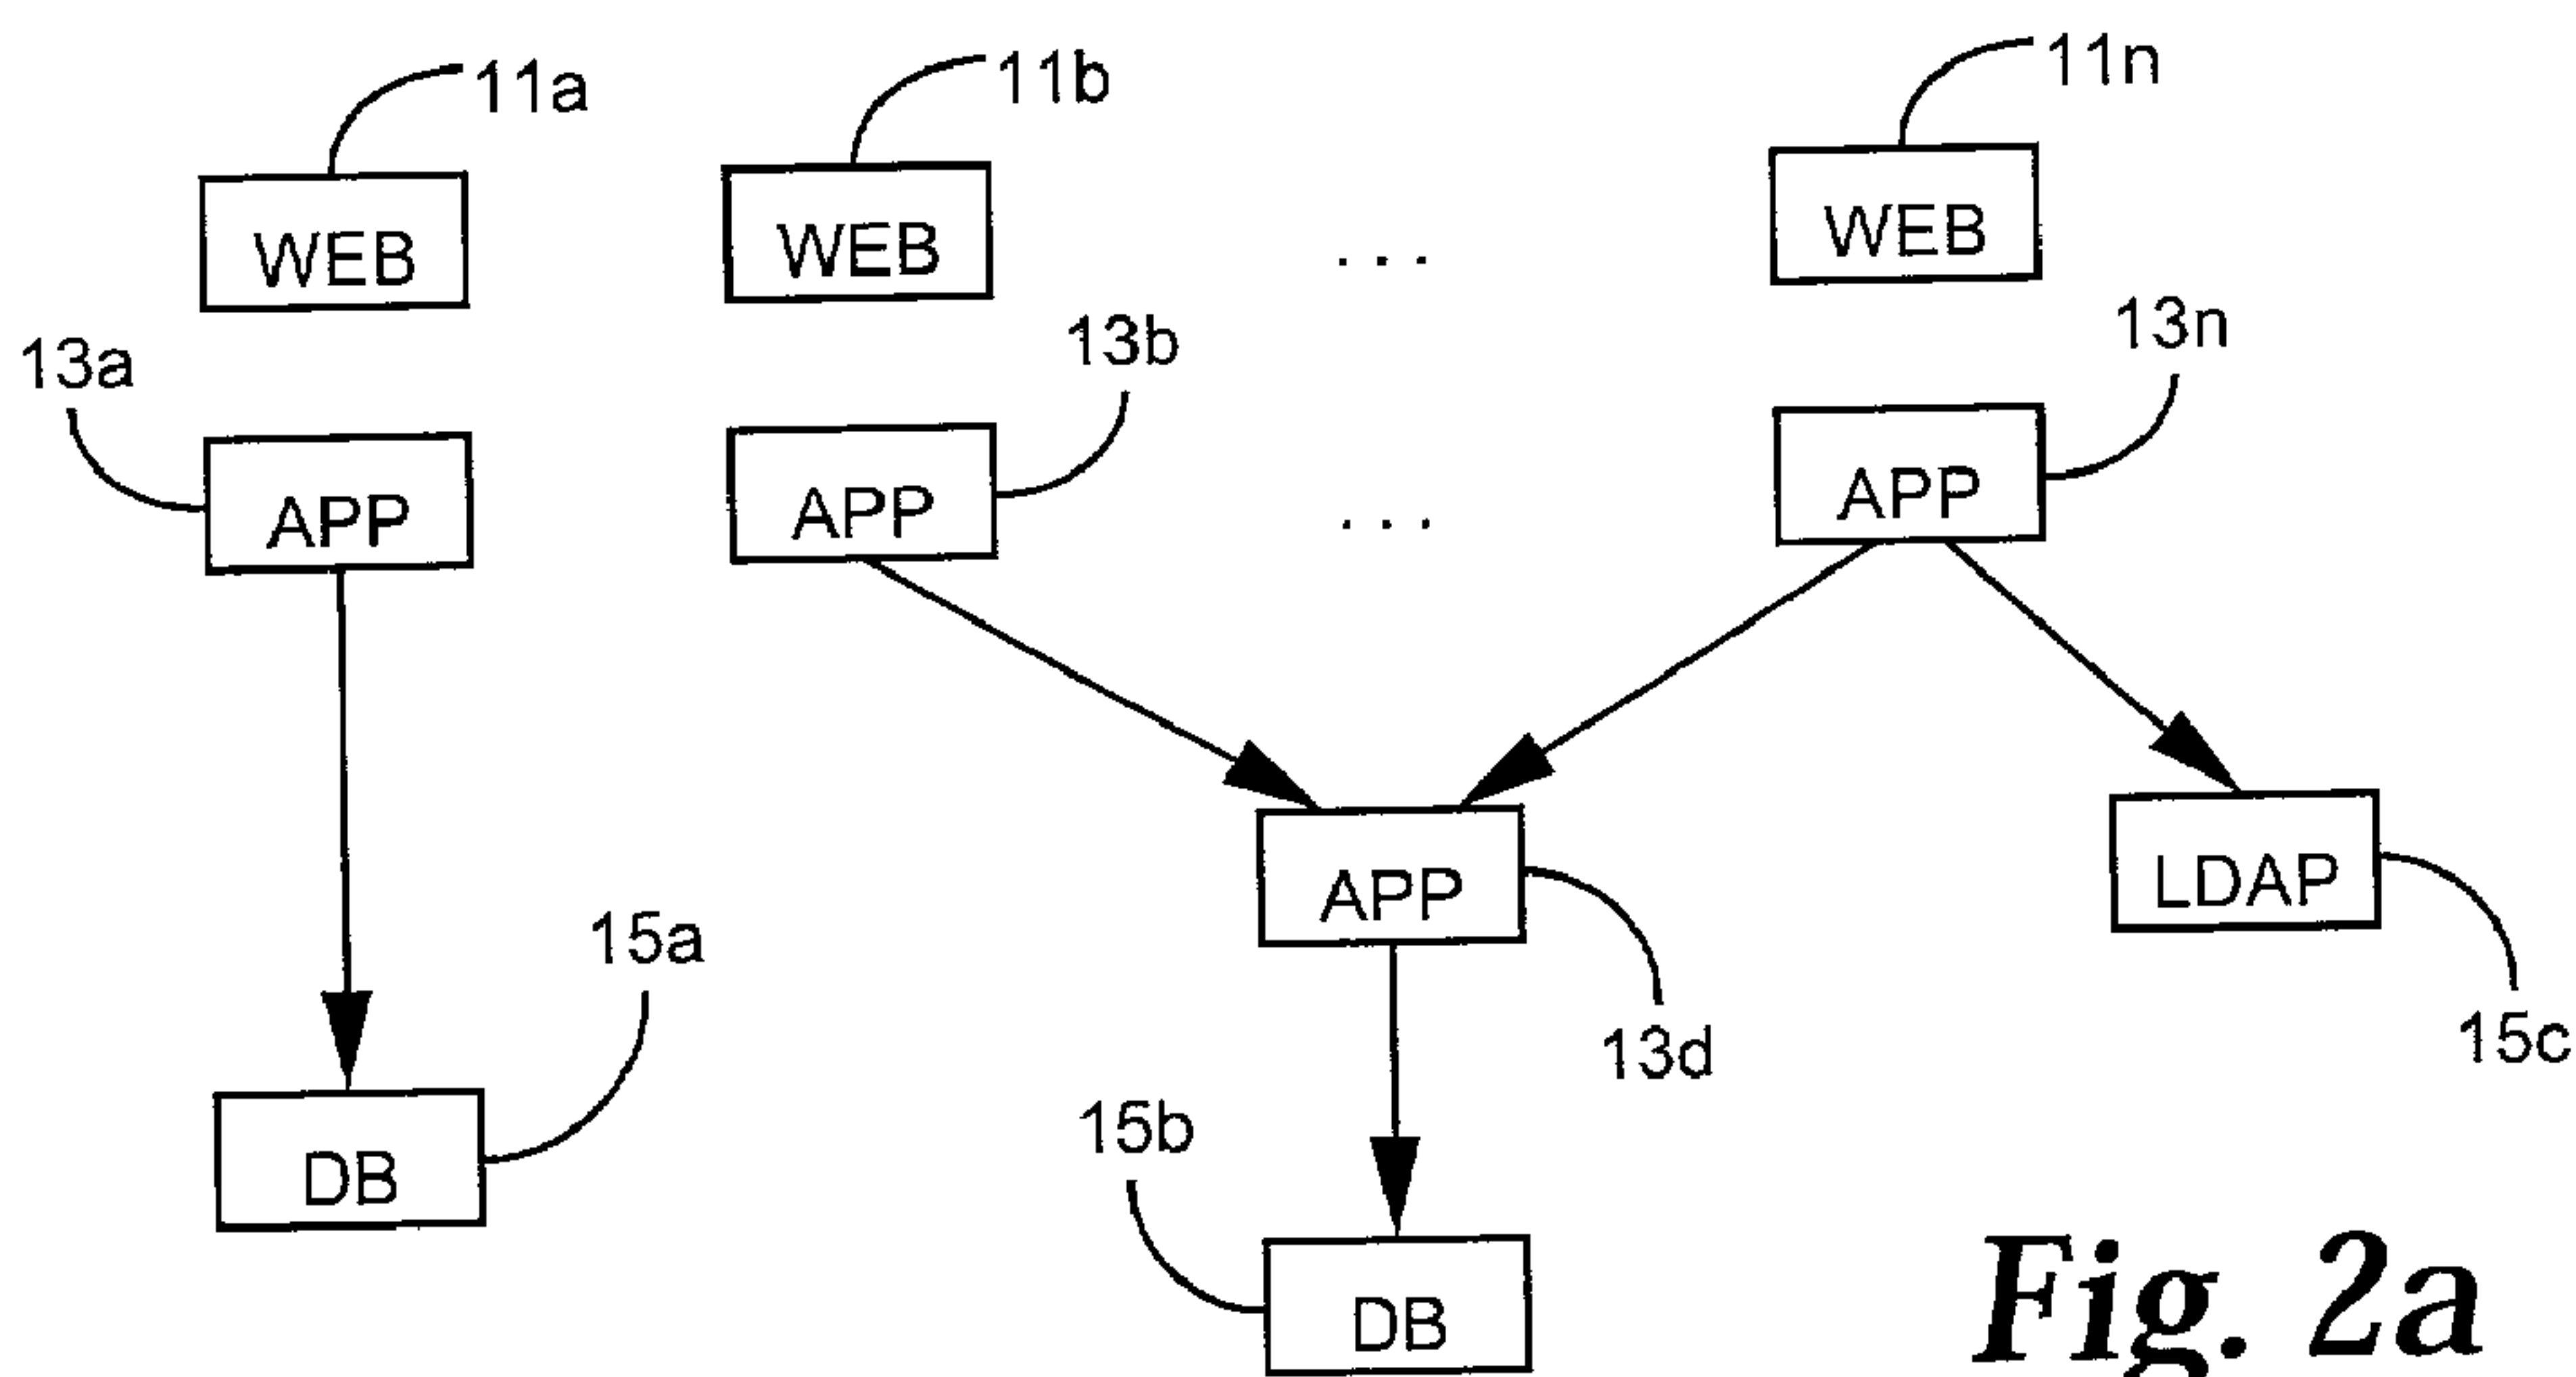 11a
11b
11n
WEB
WEB
...
WEB
13a
13b
13n
APP
APP
...
APP
APP
LDAP
15a
13d
15c
15b
DB
DB
Fig. 2a